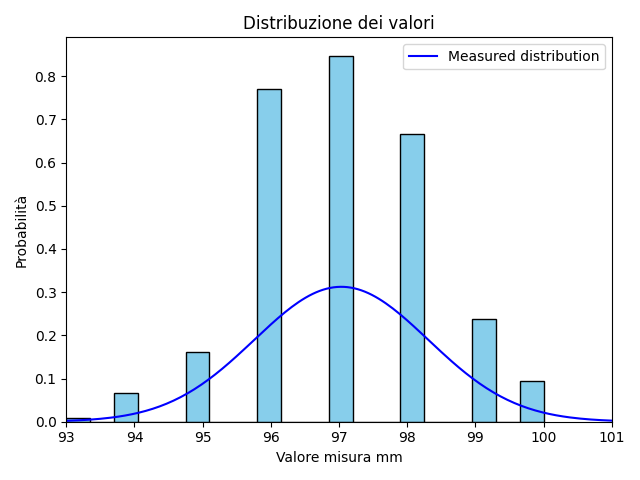 Distribuzione dei valori
Measured distribution
Probabilità
0.8
0.7
0.6
0.5
0.4
0.3
0.2
0.1
0.0
93 94 95 96 97 98 99 100 101
Valore misura mm